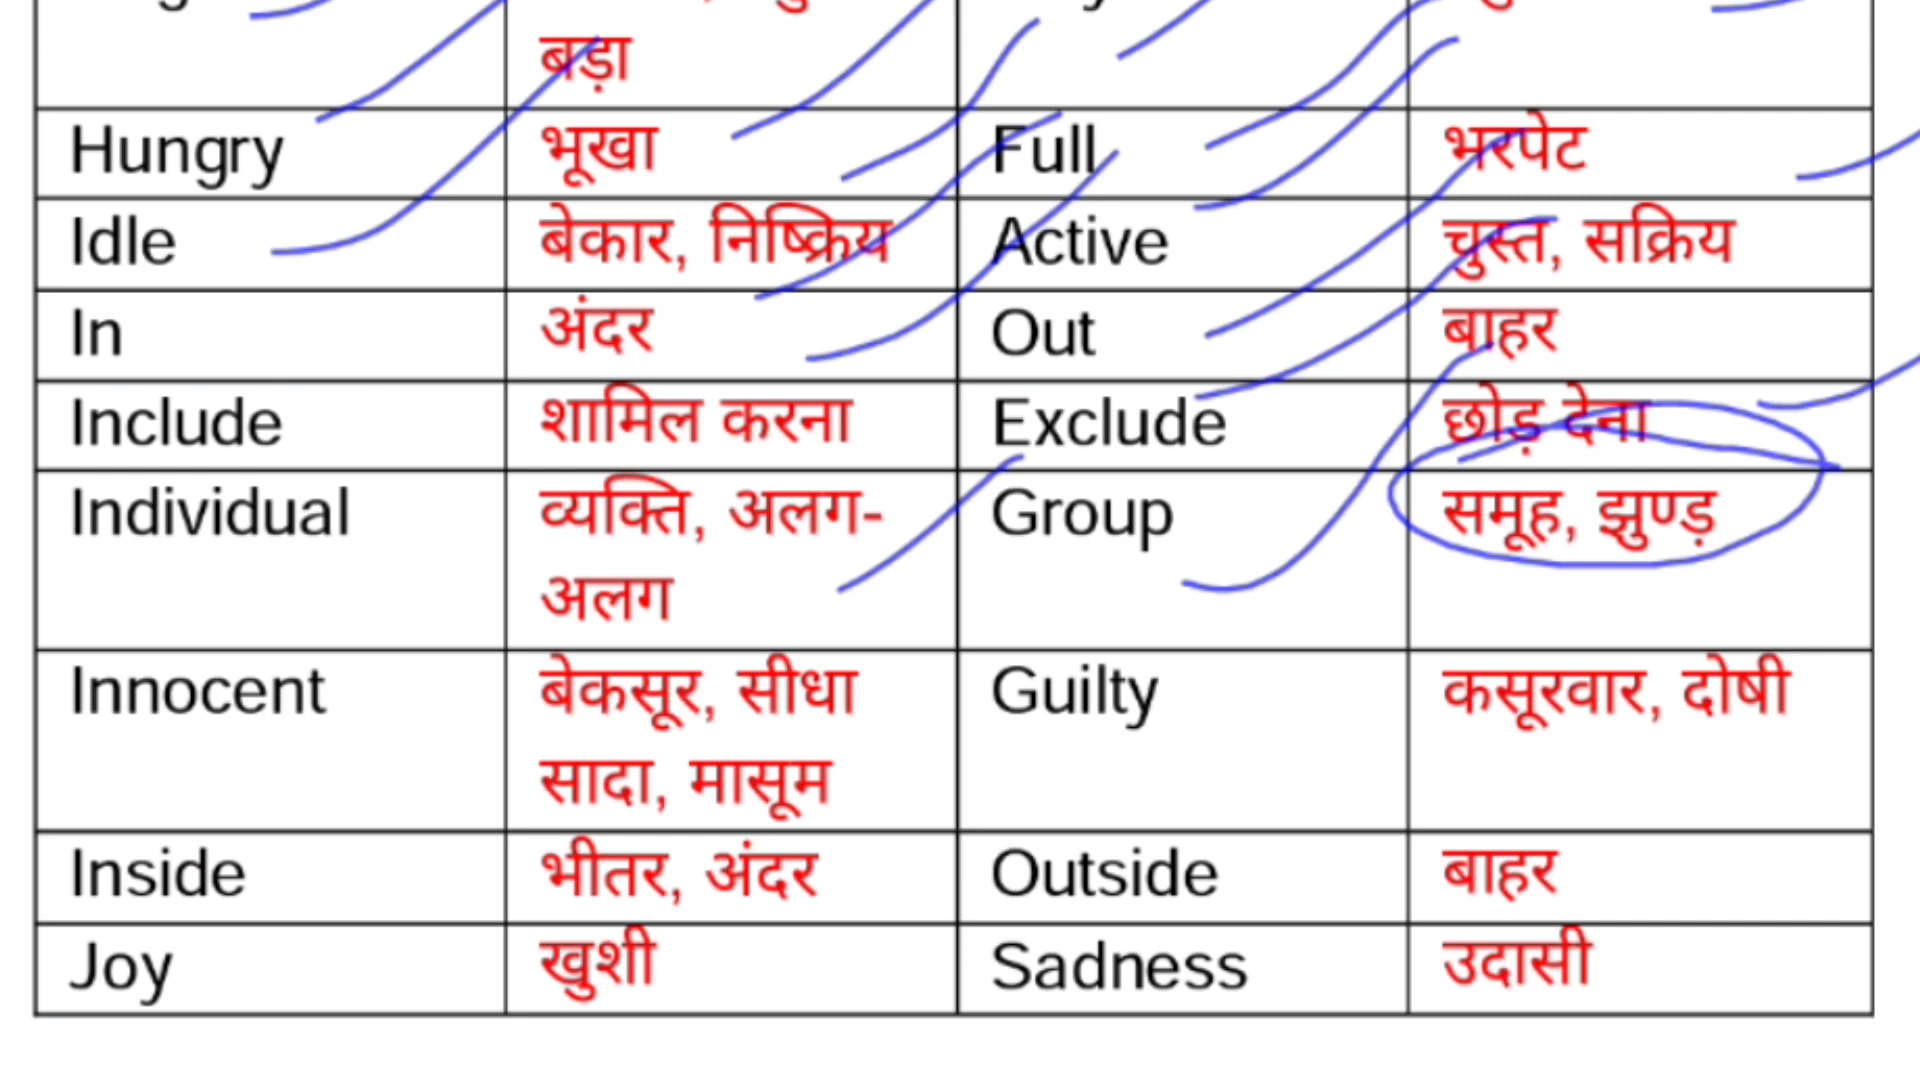 बड़ा
Hungry भूखा Full भरपेट
Idle बेकार, निष्क्रिय Active चुस्त, सक्रिय
In अंदर Out बाहर
Include शामिल करना Exclude छोड़ देना
Individual व्यक्ति, अलग- Group समूह, झुण्ड़
अलग
Innocent बेकसूर, सीधा Guilty कसूरवार, दोषी
सादा, मासूम
Inside भीतर, अंदर Outside बाहर
Joy खुशी Sadness उदासी